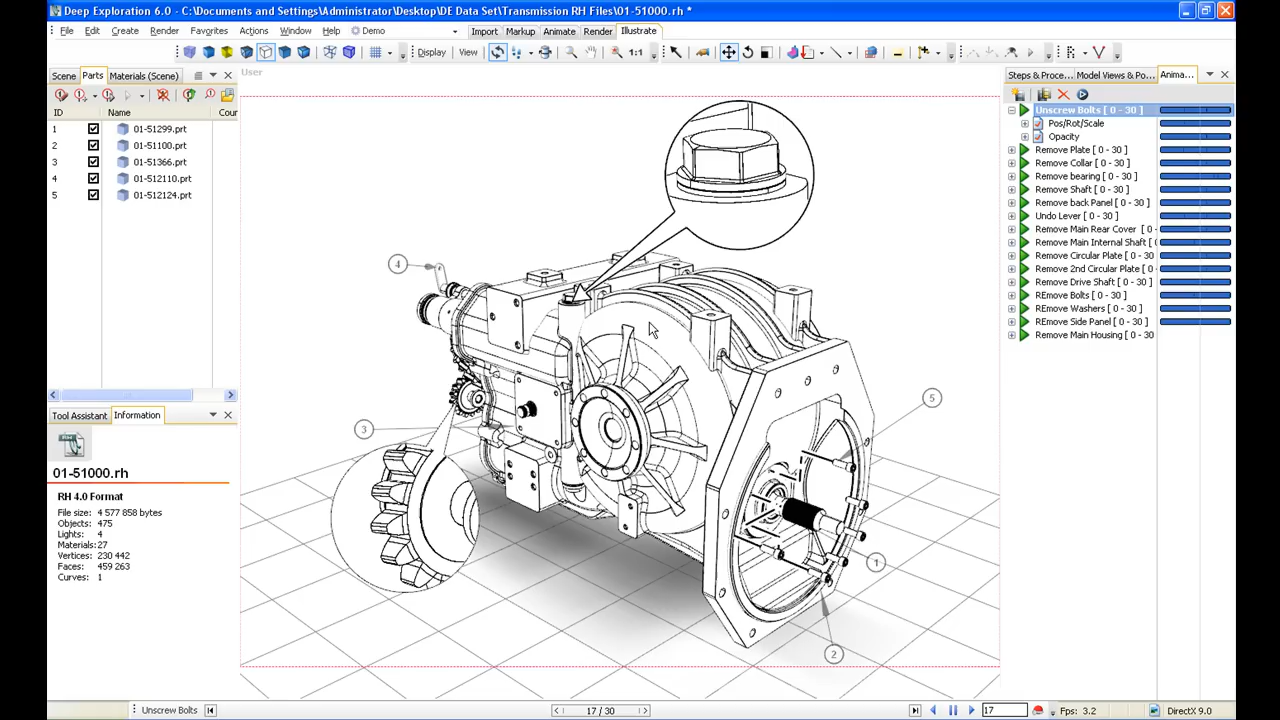 Deep Exploration 6.0 - C:\Documents and Settings\Administrator\Desktop\DE Data Set\Transmission RH Files\01-51000.rh *
File Edit Create Render Favorites Actions Window Help Demo Import Markup Animate Render Illustrate
Display View 1:1
Scene Parts Materials (Scene)
User
Steps & Proce... Model Views & Po... Anima...
ID Name Cour
1 01-51299.prt
2 01-51100.prt
3 01-51366.prt
4 01-512110.prt
5 01-512124.prt
Unscrew Bolts [ 0 - 30 ]
Pos/Rot/Scale
Opacity
Remove Plate [ 0 - 30 ]
Remove Collar [ 0 - 30 ]
Remove bearing [ 0 - 30 ]
Remove Shaft [ 0 - 30 ]
Remove back Panel [ 0 - 30 ]
Undo Lever [ 0 - 30 ]
Remove Main Rear Cover [ 0 -
Remove Main Internal Shaft [ 0
Remove Circular Plate [ 0 - 30 ]
Remove 2nd Circular Plate [ 0 - 30 ]
Remove Drive Shaft [ 0 - 30 ]
REmove Bolts [ 0 - 30 ]
REmove Washers [ 0 - 30 ]
REmove Side Panel [ 0 - 30 ]
Remove Main Housing [ 0 - 30
4
3
5
1
2
Tool Assistant Information
01-51000.rh
RH 4.0 Format
File size: 4 577 858 bytes
Objects: 475
Lights: 4
Materials: 27
Vertices: 230 442
Faces: 459 263
Curves: 1
Unscrew Bolts 17 / 30 17 Fps: 3.2 DirectX 9.0